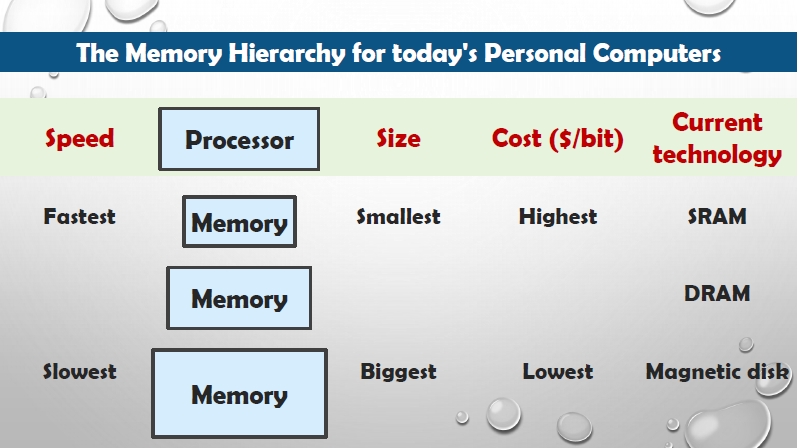 The Memory Hierarchy for today's Personal Computers
Speed Processor Size Cost ($/bit) Current technology
Fastest Memory Smallest Highest SRAM
Memory DRAM
Slowest Memory Biggest Lowest Magnetic disk